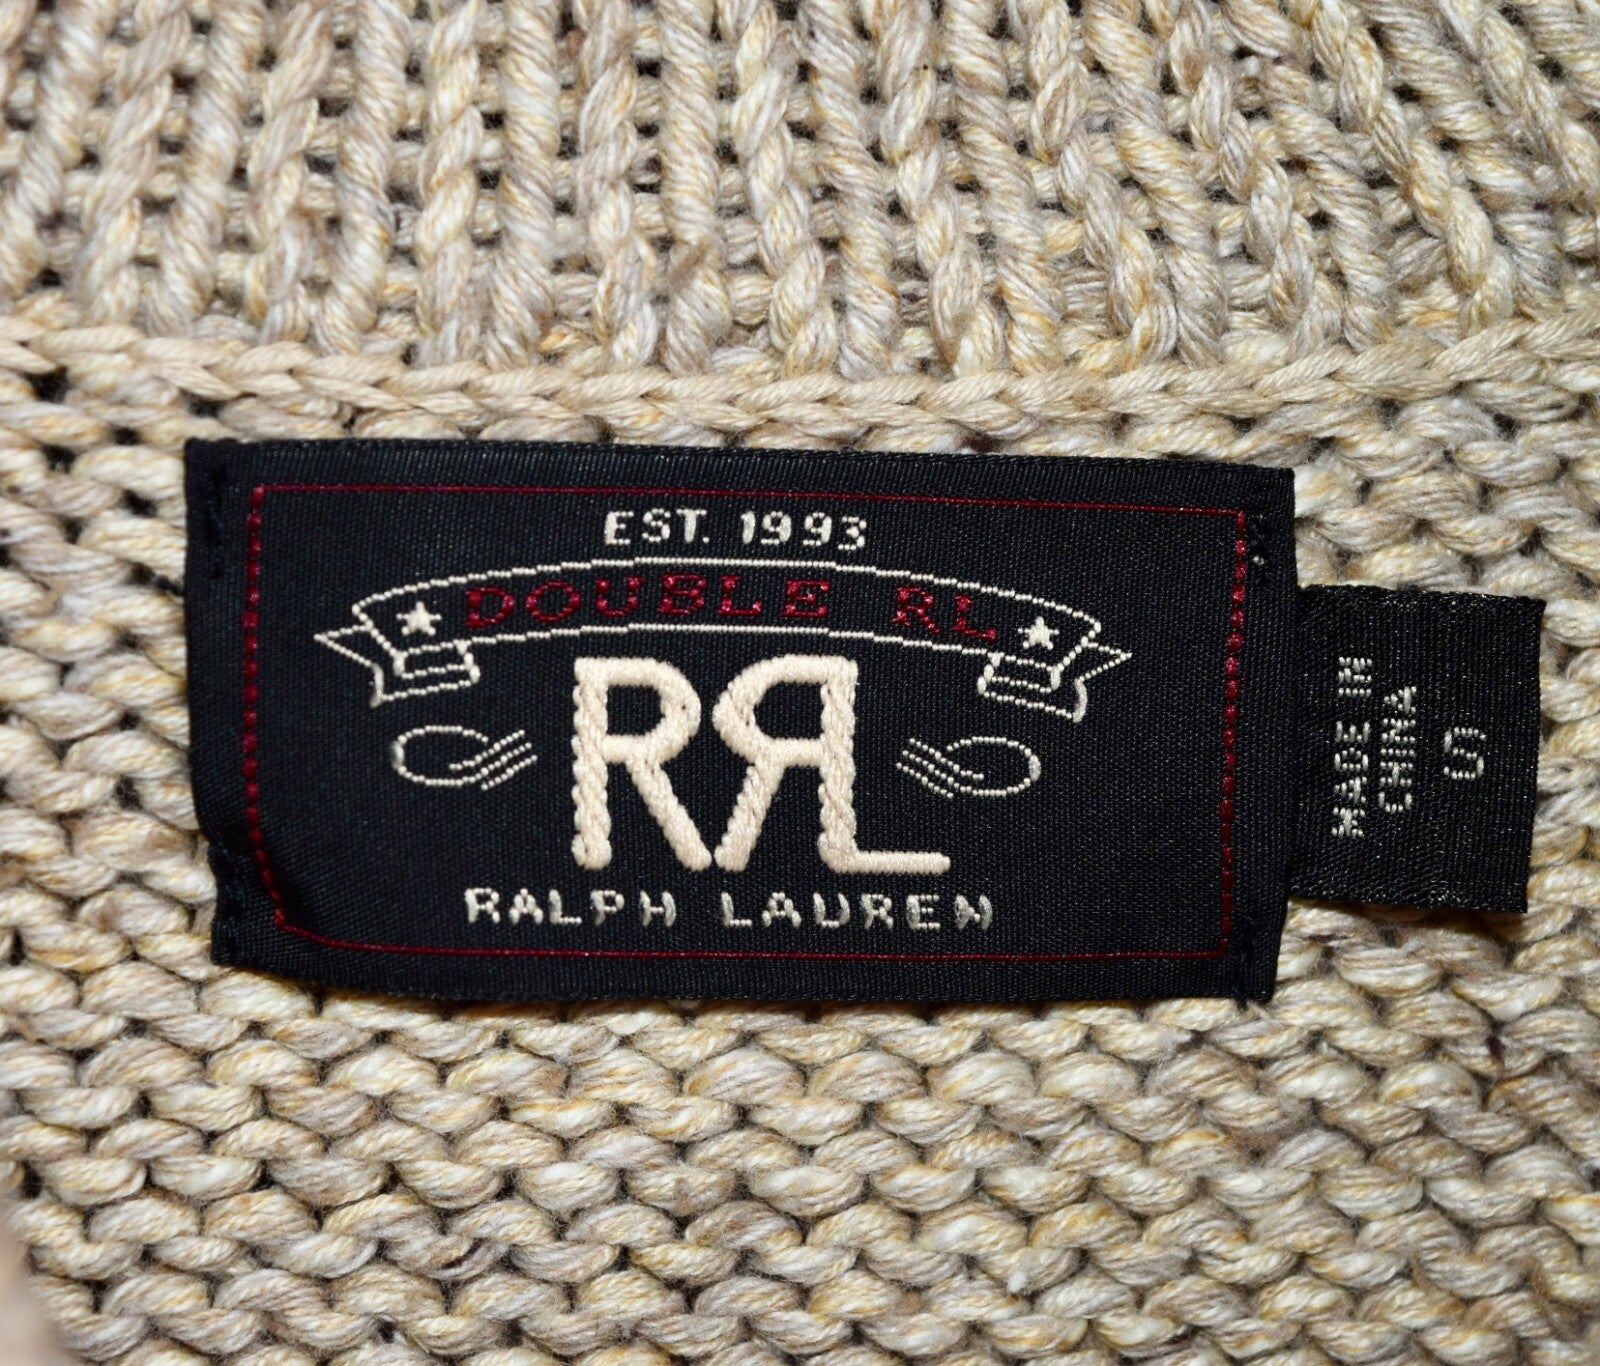 EST. 1993
DOUBLE RL
RRL
RALPH LAUREN
MADE IN
CHINA
S